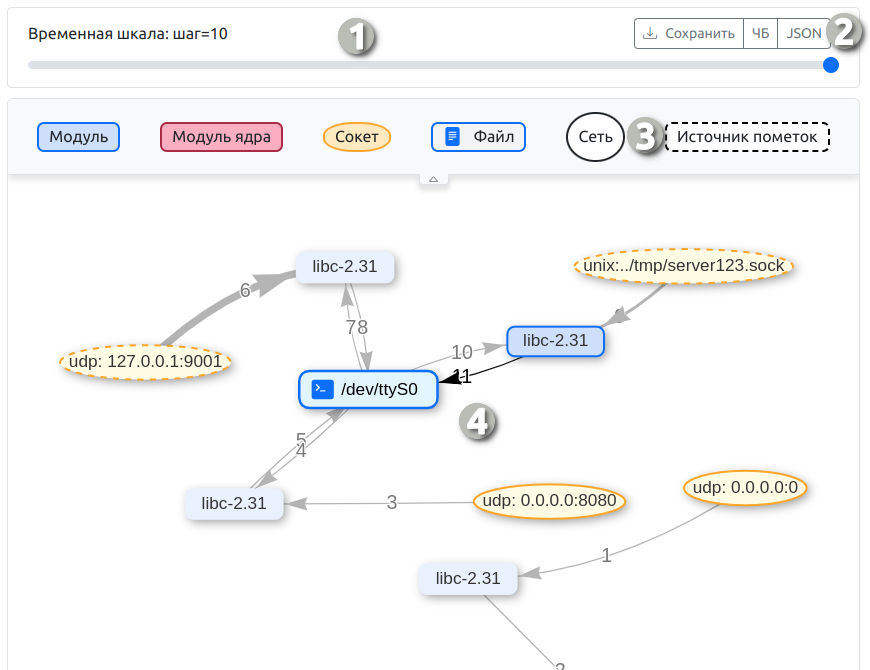 Временная шкала: шаг=10
1
Сохранить
ЧБ
JSON
2
Модуль
Модуль ядра
Сокет
Файл
Сеть
3
Источник пометок
libc-2.31
unix:../tmp/server123.sock
6
78
10
libc-2.31
udp: 127.0.0.1:9001
11
/dev/ttyS0
4
5
4
libc-2.31
3
udp: 0.0.0.0:8080
udp: 0.0.0.0:0
1
libc-2.31
2